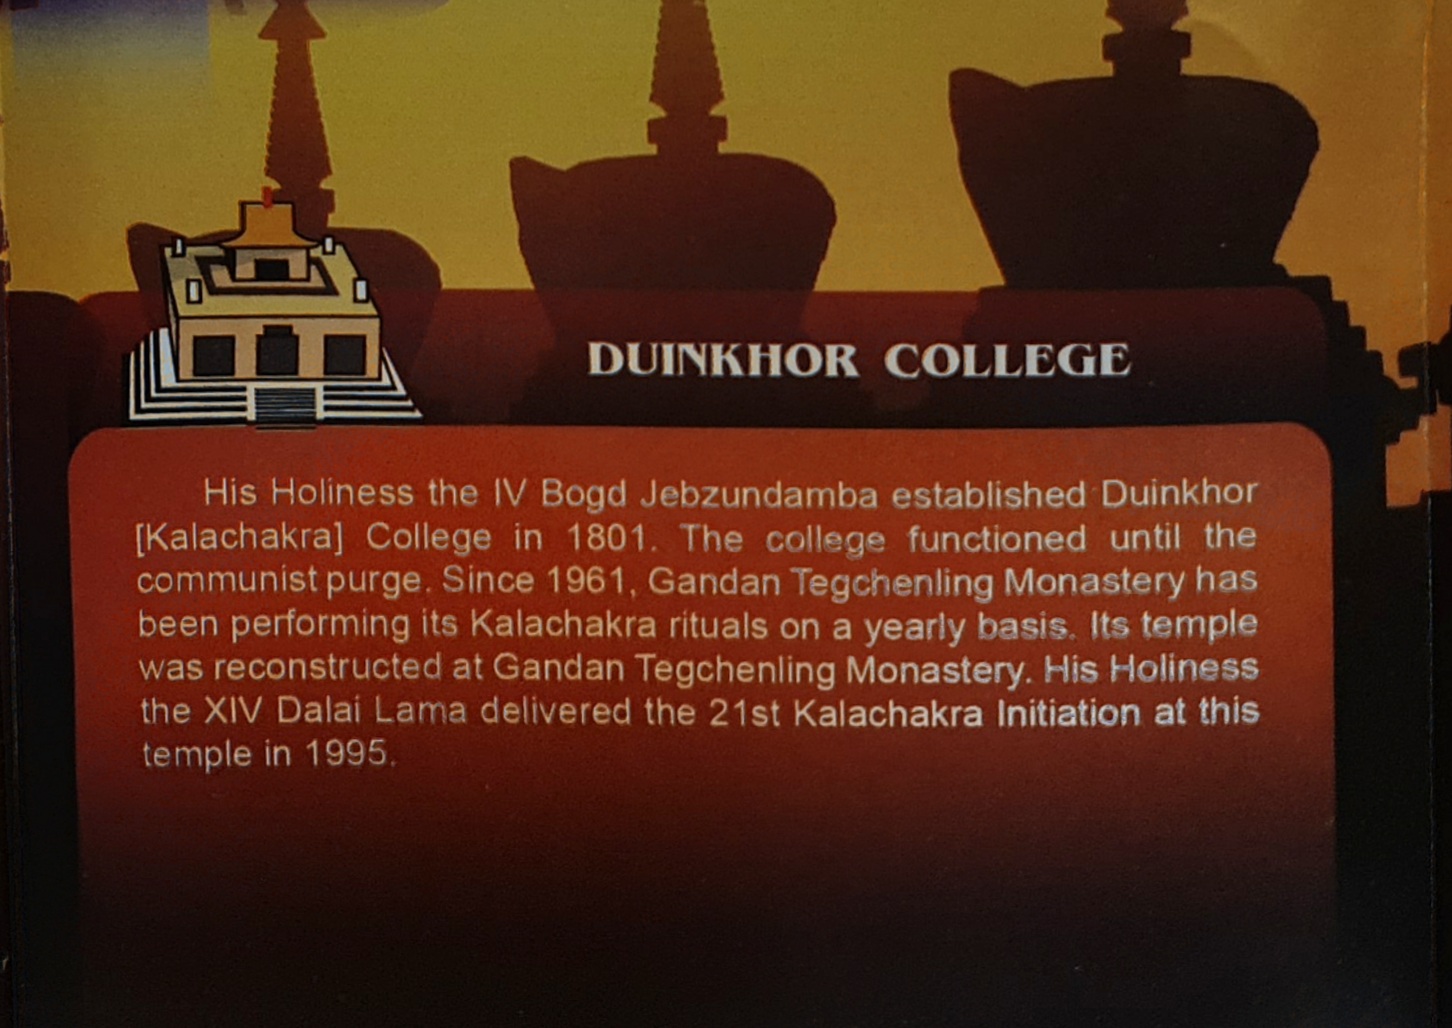 DUINKHOR COLLEGE
His Holiness the IV Bogd Jebzundamba established Duinkhor
[Kalachakra] College in 1801. The college functioned until the
communist purge. Since 1961, Gandan Tegchenling Monastery has
been performing its Kalachakra rituals on a yearly basis. Its temple
was reconstructed at Gandan Tegchenling Monastery. His Holiness
the XIV Dalai Lama delivered the 21st Kalachakra Initiation at this
temple in 1995.